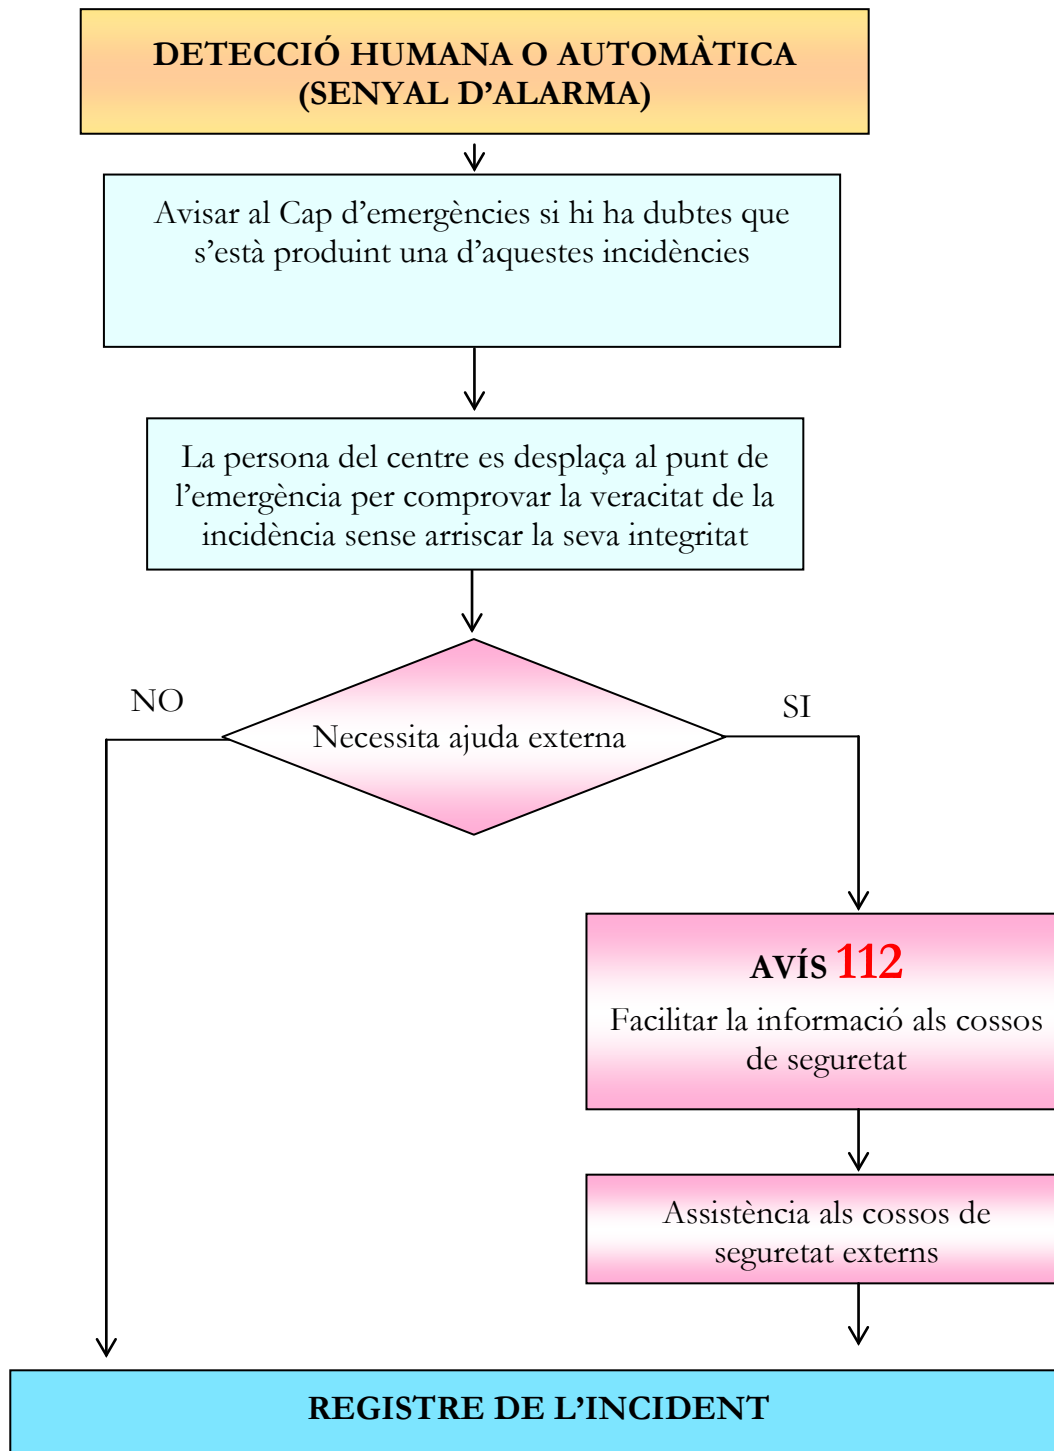 DETECCIÓ HUMANA O AUTOMÀTICA
(SENYAL D’ALARMA)
Avisar al Cap d’emergències si hi ha dubtes que
s’està produint una d’aquestes incidències
La persona del centre es desplaça al punt de
l’emergència per comprovar la veracitat de la
incidència sense arriscar la seva integritat
NO
SI
Necessita ajuda externa
AVÍS 112
Facilitar la informació als cossos
de seguretat
Assistència als cossos de
seguretat externs
REGISTRE DE L’INCIDENT